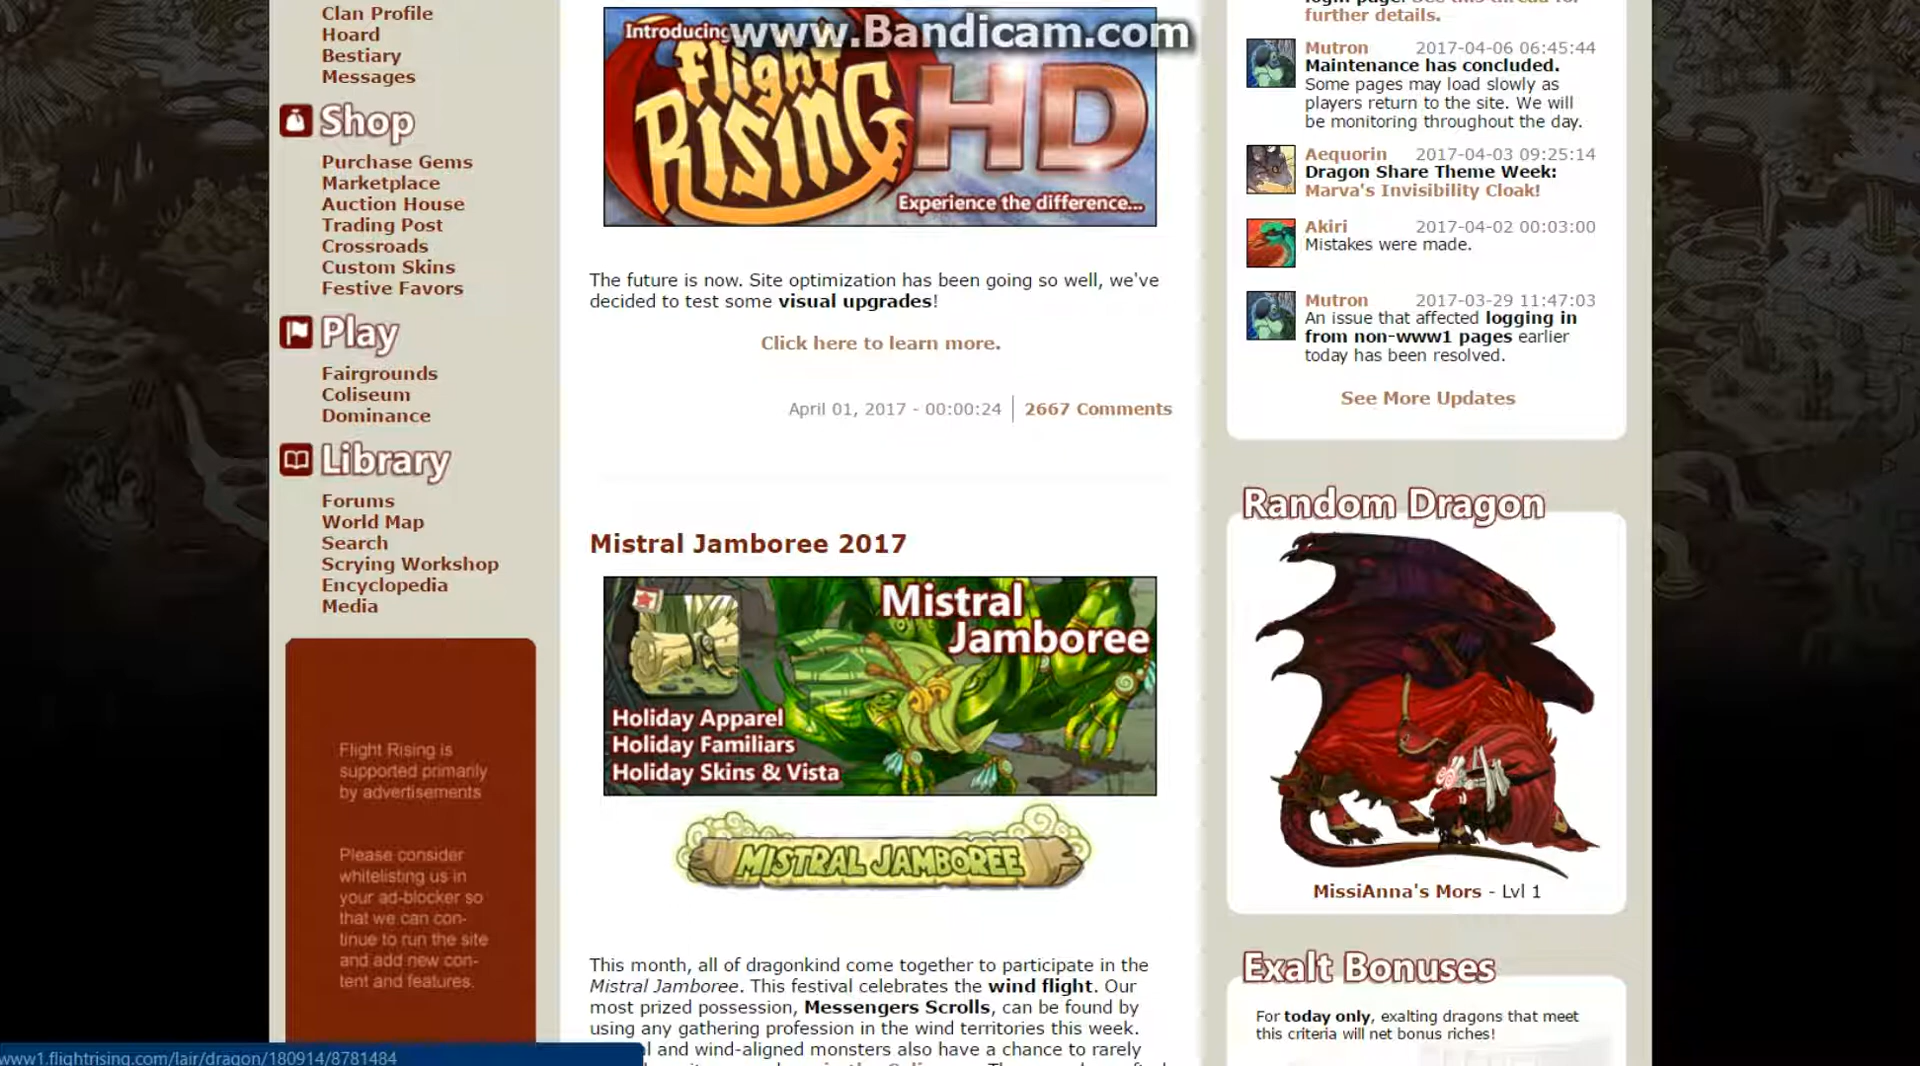 Clan Profile
Hoard
Bestiary
Messages
Shop
Purchase Gems
Marketplace
Auction House
Trading Post
Crossroads
Custom Skins
Festive Favors
Play
Fairgrounds
Coliseum
Dominance
Library
Forums
World Map
Search
Scrying Workshop
Encyclopedia
Media
Flight Rising is
supported primarily
by advertisements
Please consider
whitelisting us in
your ad-blocker so
that we can con-
tinue to run the site
and add new con-
tent and features.
www1.flightrising.com/lair/dragon/180914/8781484
www.Bandicam.com
Introducing
Flight
Rising HD
Experience the difference...
The future is now. Site optimization has been going so well, we've
decided to test some visual upgrades!
Click here to learn more.
April 01, 2017 - 00:00:24 | 2667 Comments
Mistral Jamboree 2017
Mistral
Jamboree
Holiday Apparel
Holiday Familiars
Holiday Skins & Vista
MISTRAL JAMBOREE
This month, all of dragonkind come together to participate in the
Mistral Jamboree. This festival celebrates the wind flight. Our
most prized possession, Messengers Scrolls, can be found by
using any gathering profession in the wind territories this week.
and wind-aligned monsters also have a chance to rarely
further details.
Mutron 2017-04-06 06:45:44
Maintenance has concluded.
Some pages may load slowly as
players return to the site. We will
be monitoring throughout the day.
Aequorin 2017-04-03 09:25:14
Dragon Share Theme Week:
Marva's Invisibility Cloak!
Akiri 2017-04-02 00:03:00
Mistakes were made.
Mutron 2017-03-29 11:47:03
An issue that affected logging in
from non-www1 pages earlier
today has been resolved.
See More Updates
Random Dragon
MissiAnna's Mors - Lvl 1
Exalt Bonuses
For today only, exalting dragons that meet
this criteria will net bonus riches!